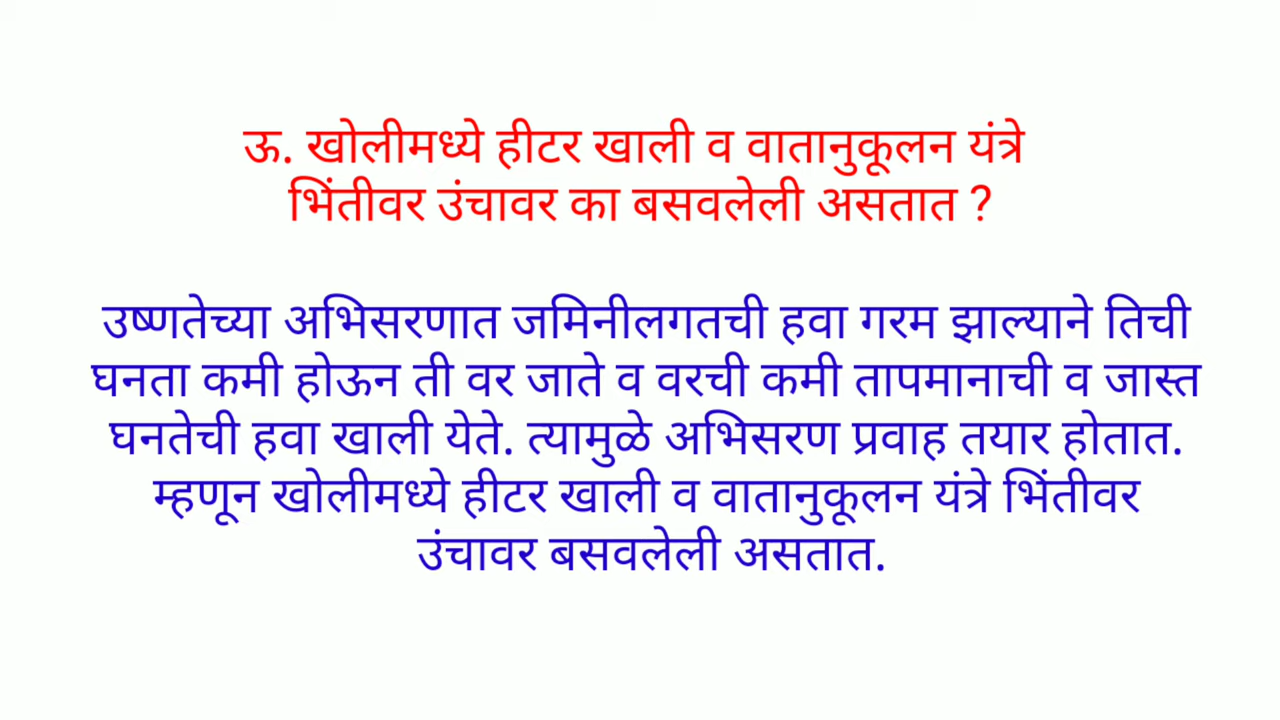 ऊ. खोलीमध्ये हीटर खाली व वातानुकूलन यंत्रे
भिंतीवर उंचावर का बसवलेली असतात ?
उष्णतेच्या अभिसरणात जमिनीलगतची हवा गरम झाल्याने तिची
घनता कमी होऊन ती वर जाते व वरची कमी तापमानाची व जास्त
घनतेची हवा खाली येते. त्यामुळे अभिसरण प्रवाह तयार होतात.
म्हणून खोलीमध्ये हीटर खाली व वातानुकूलन यंत्रे भिंतीवर
उंचावर बसवलेली असतात.